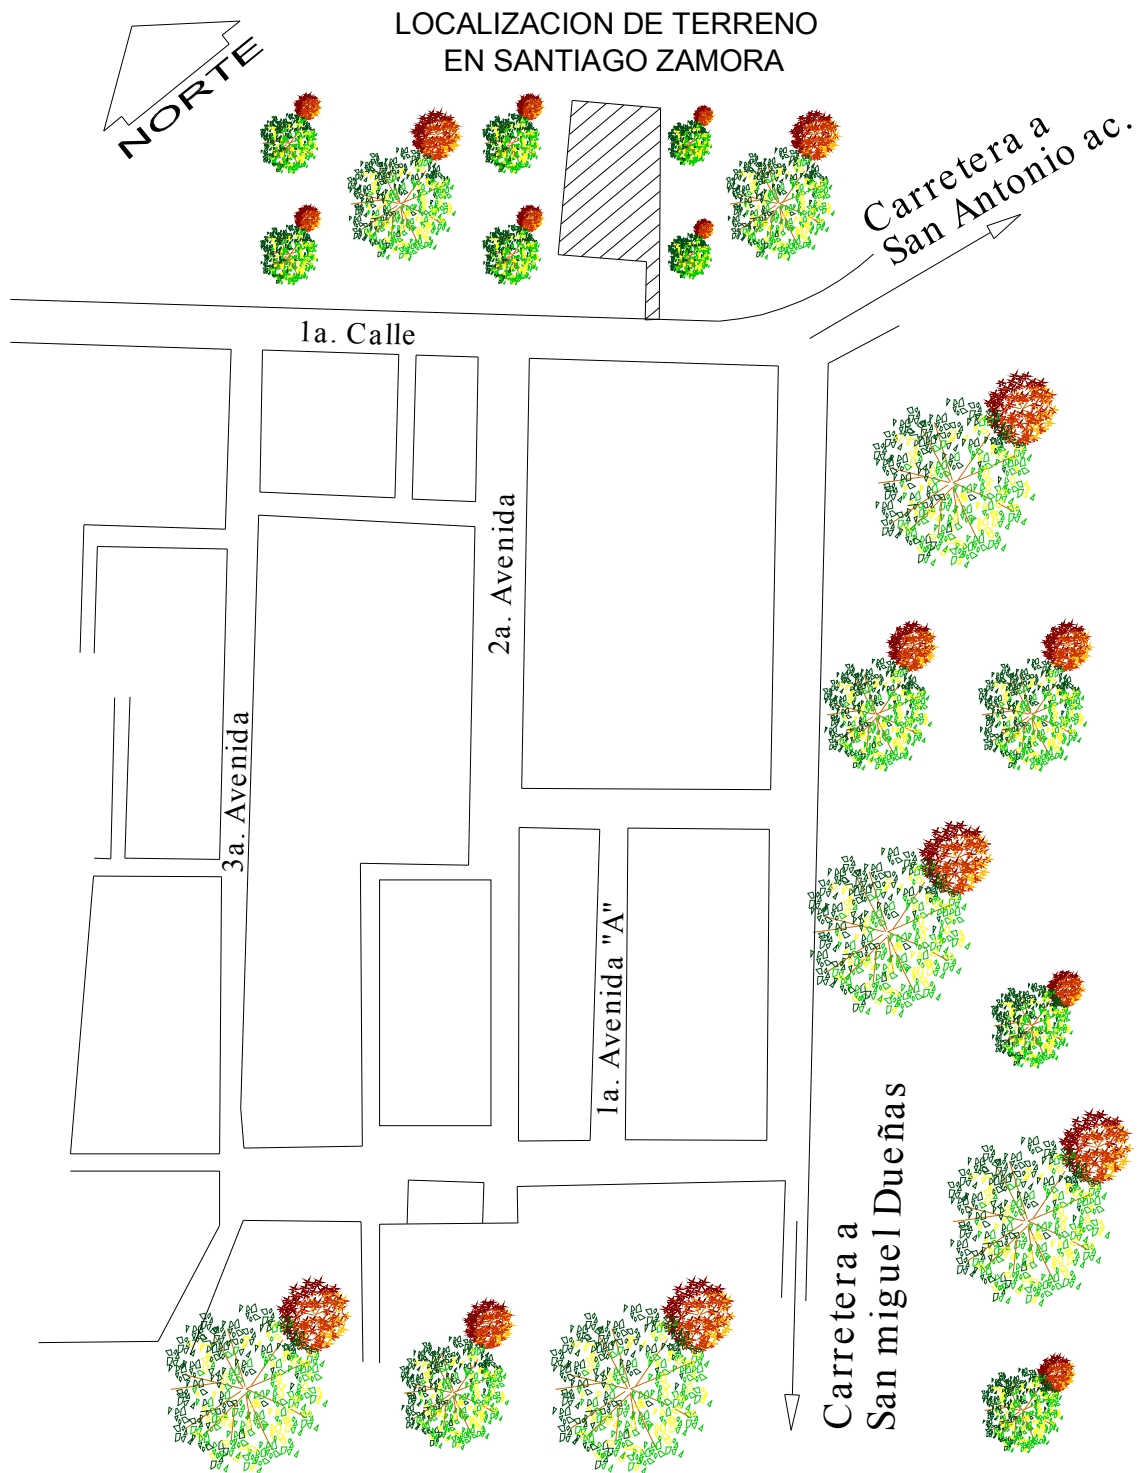 LOCALIZACION DE TERRENO
EN SANTIAGO ZAMORA
NORTE
Carretera a
San Antonio ac.
1a. Calle
2a. Avenida
3a. Avenida
1a. Avenida "A"
Carretera a
San miguel Dueñas